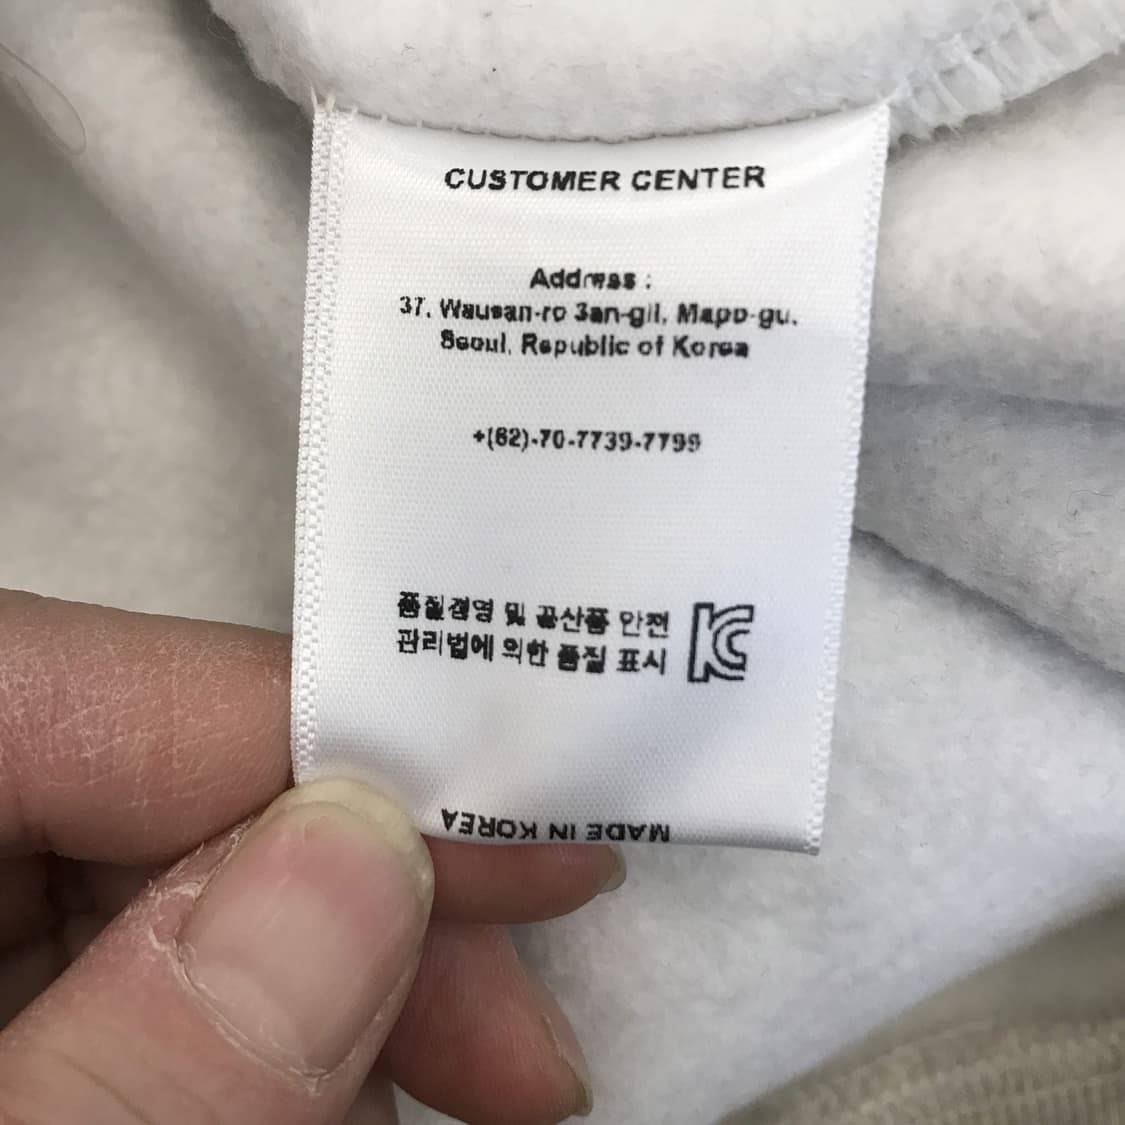 CUSTOMER CENTER
Address :
37, Wausan-ro 3an-gil, Mapo-gu,
Seoul, Republic of Korea
+(82)-70-7739-7799
품질경영 및 공산품 안전
관리법에 의한 품질 표시
KC
MADE IN KOREA